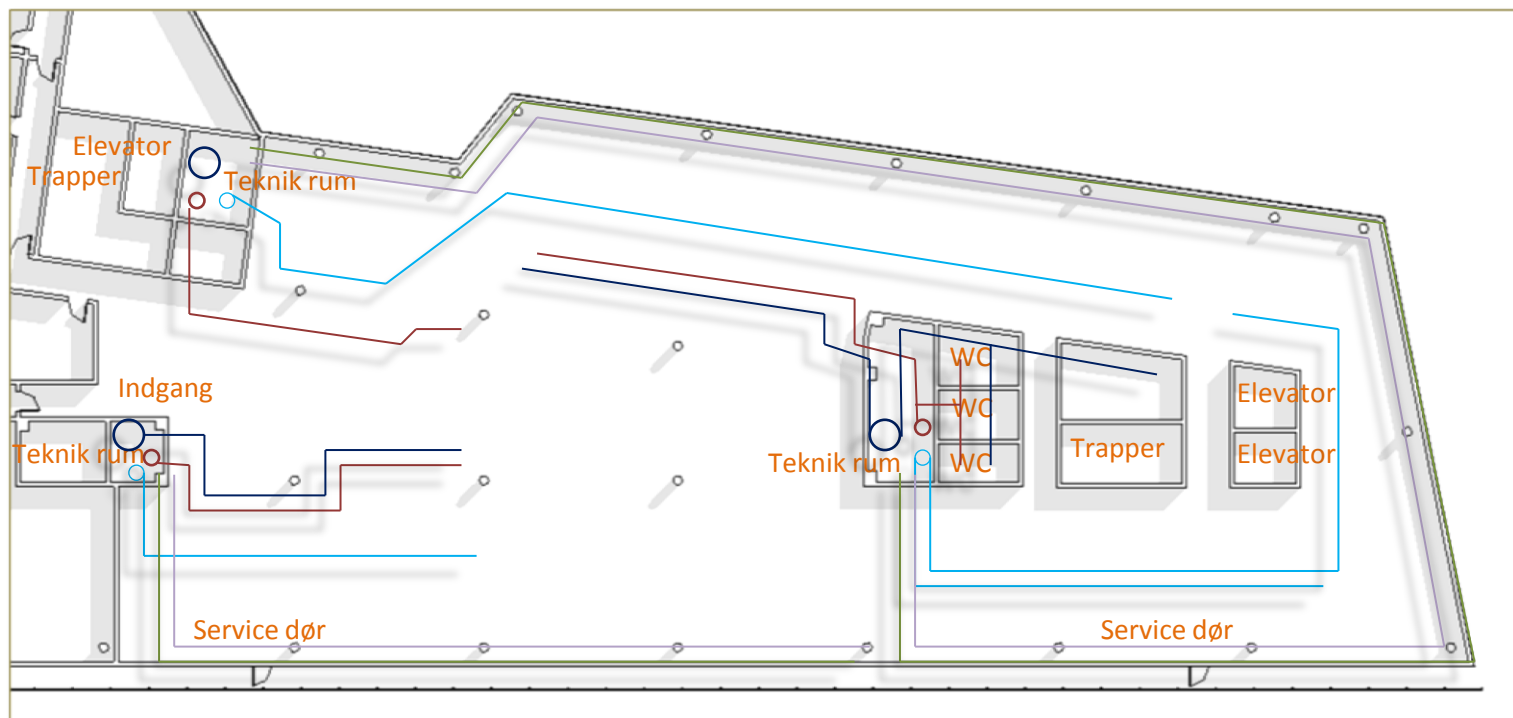 Elevator
Trapper
Teknik rum
Indgang
Teknik rum
WC
WC
WC
Teknik rum
Trapper
Elevator
Elevator
Service dør
Service dør